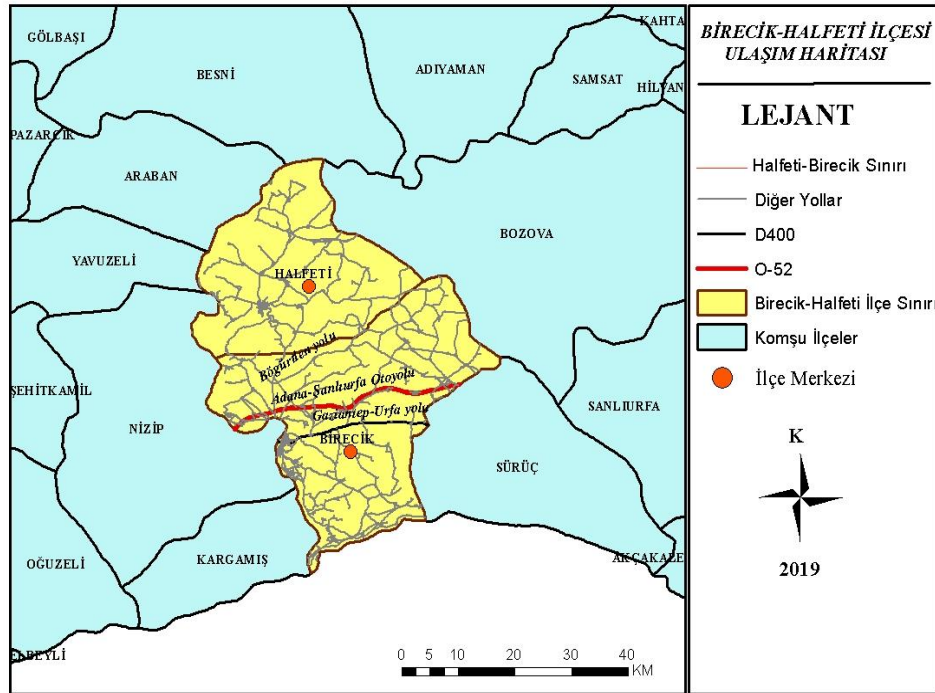 GÖLBAŞI
BESNİ
ADIYAMAN
KAHTA
SAMSAT
HİLVAN
PAZARCIK
ARABAN
BOZOVA
YAVUZELİ
HALFETİ
Böğürden yolu
ŞEHİTKAMİL
Adana-Şanlıurfa Otoyolu
Gaziantep-Urfa yolu
SANLIURFA
NİZİP
BİRECİK
SÜRÜÇ
OĞUZELİ
KARGAMIŞ
AKÇAKALE
ELBEYLİ
0 5 10 20 30 40
KM
BİRECİK-HALFETİ İLÇESİ
ULAŞIM HARİTASI
LEJANT
Halfeti-Birecik Sınırı
Diğer Yollar
D400
O-52
Birecik-Halfeti İlçe Sınırı
Komşu İlçeler
İlçe Merkezi
K
2019